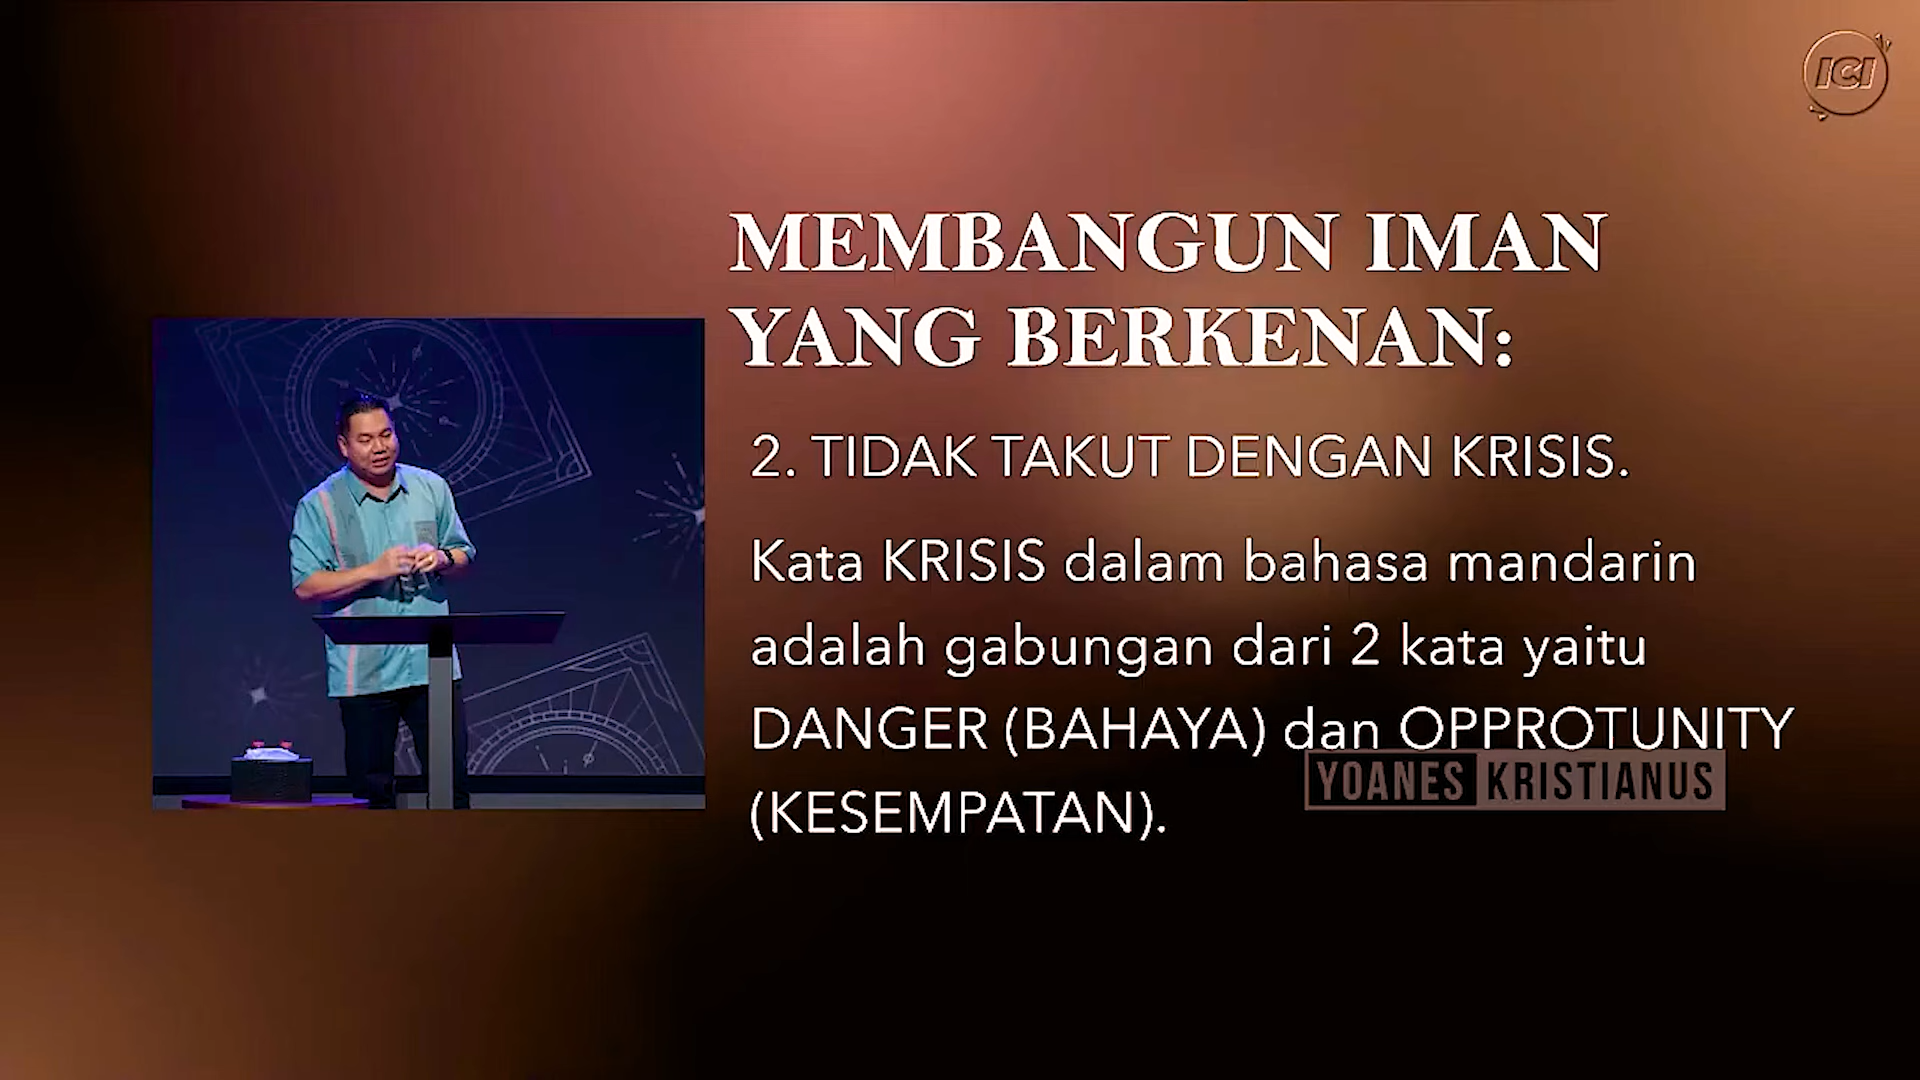 ICI
MEMBANGUN IMAN
YANG BERKENAN:
2. TIDAK TAKUT DENGAN KRISIS.
Kata KRISIS dalam bahasa mandarin
adalah gabungan dari 2 kata yaitu
DANGER (BAHAYA) dan OPPROTUNITY
(KESEMPATAN).
YOANES KRISTIANUS